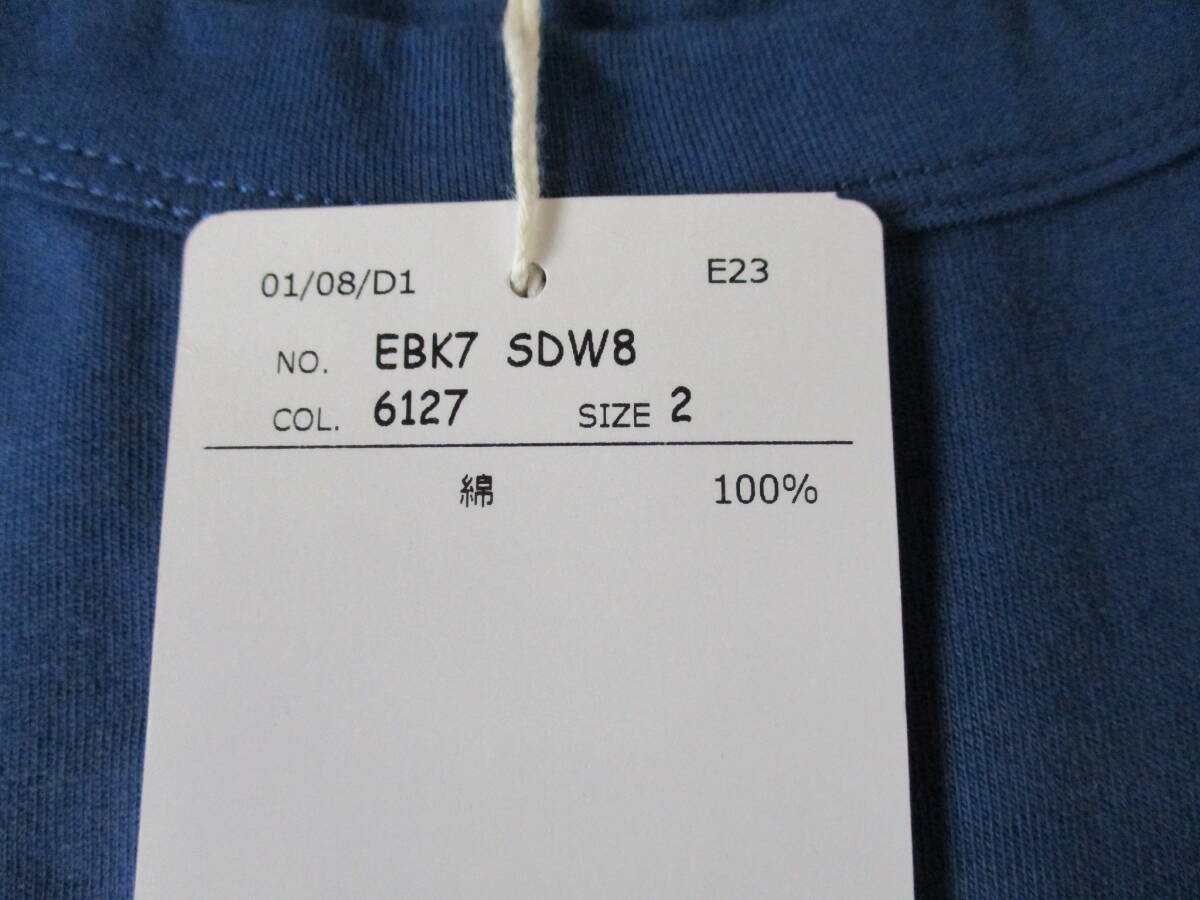 01/08/D1 E23
NO. EBK7 SDW8
COL. 6127 SIZE 2
綿 100%